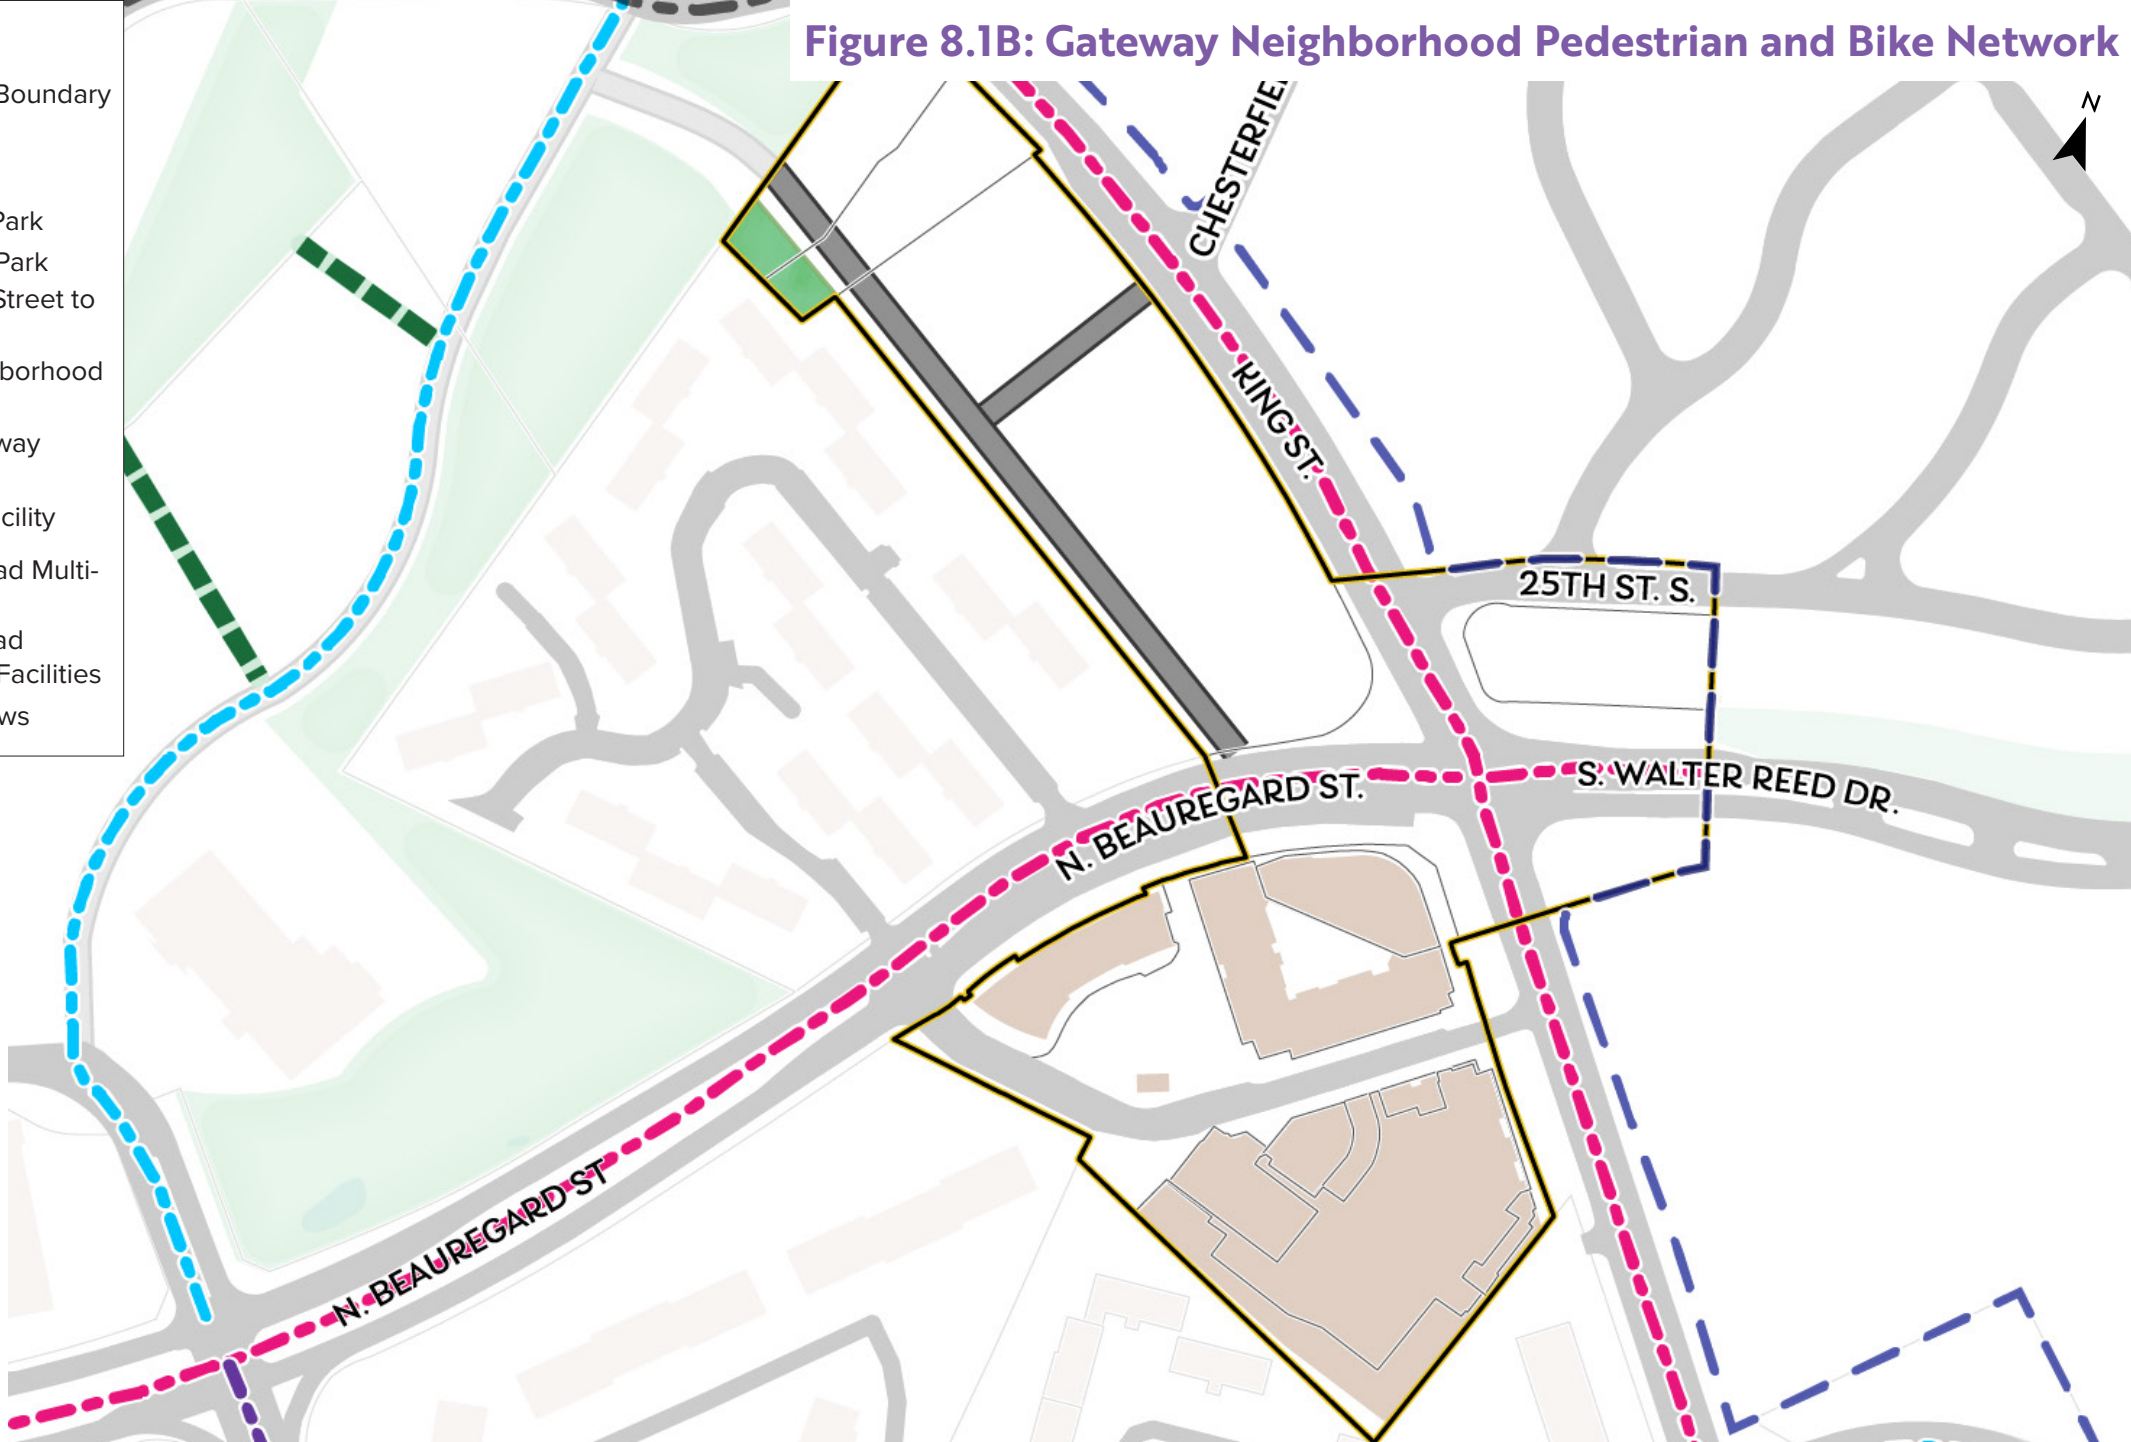 Figure 8.1B: Gateway Neighborhood Pedestrian and Bike Network
Boundary
Park
Park
Street to
borhood
way
cility
ad Multi-
ad
Facilities
ws
N
CHESTERFIE
KING ST.
25TH ST. S.
S. WALTER REED DR.
N. BEAUREGARD ST.
N. BEAUREGARD ST